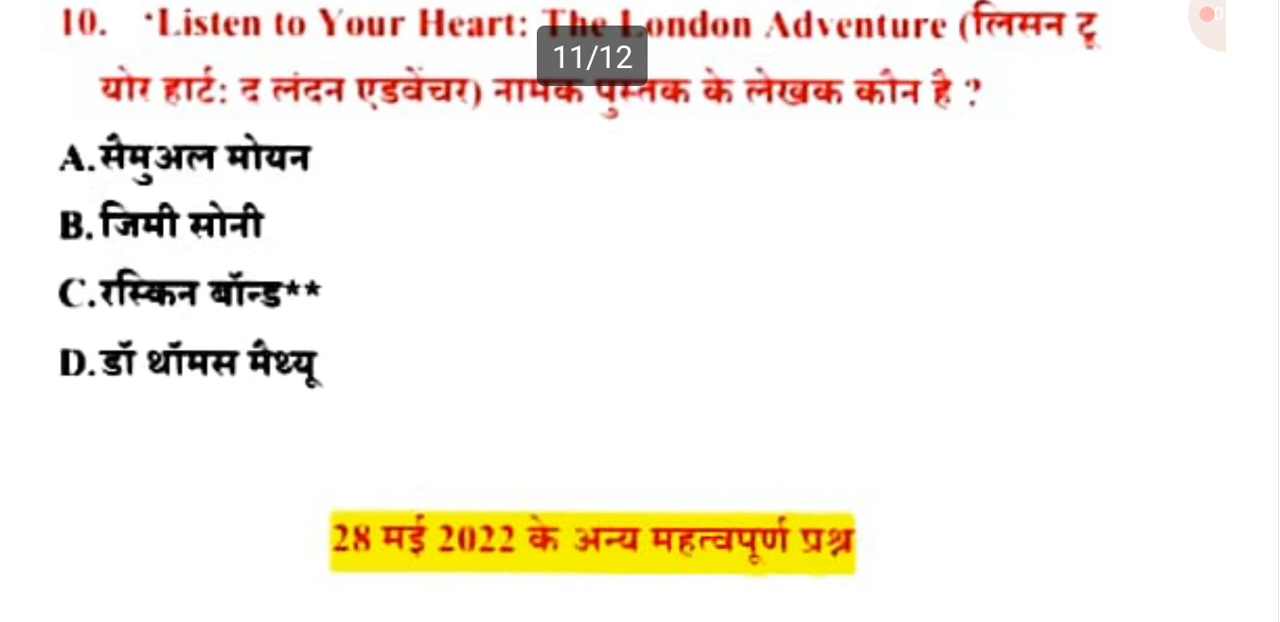 10. ·Listen to Your Heart: The London Adventure (लिसन टू
11/12
योर हार्ट: द लंदन एडवेंचर) नामक पुस्तक के लेखक कौन है ?
A.सैमुअल मोयन
B.जिमी सोनी
C.रस्किन बॉन्ड**
D.डॉ थॉमस मैथ्यू
28 मई 2022 के अन्य महत्वपूर्ण प्रश्न